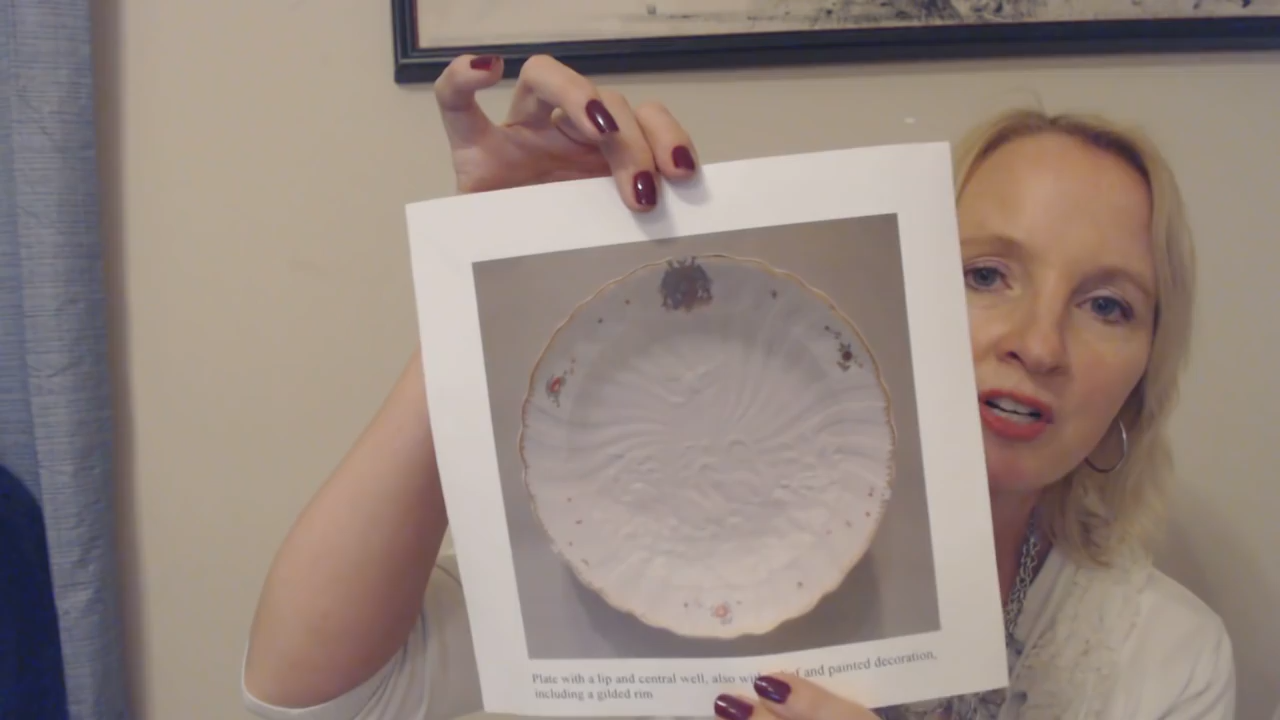 Plate with a lip and central well, also and painted decoration,
including a gilded rim